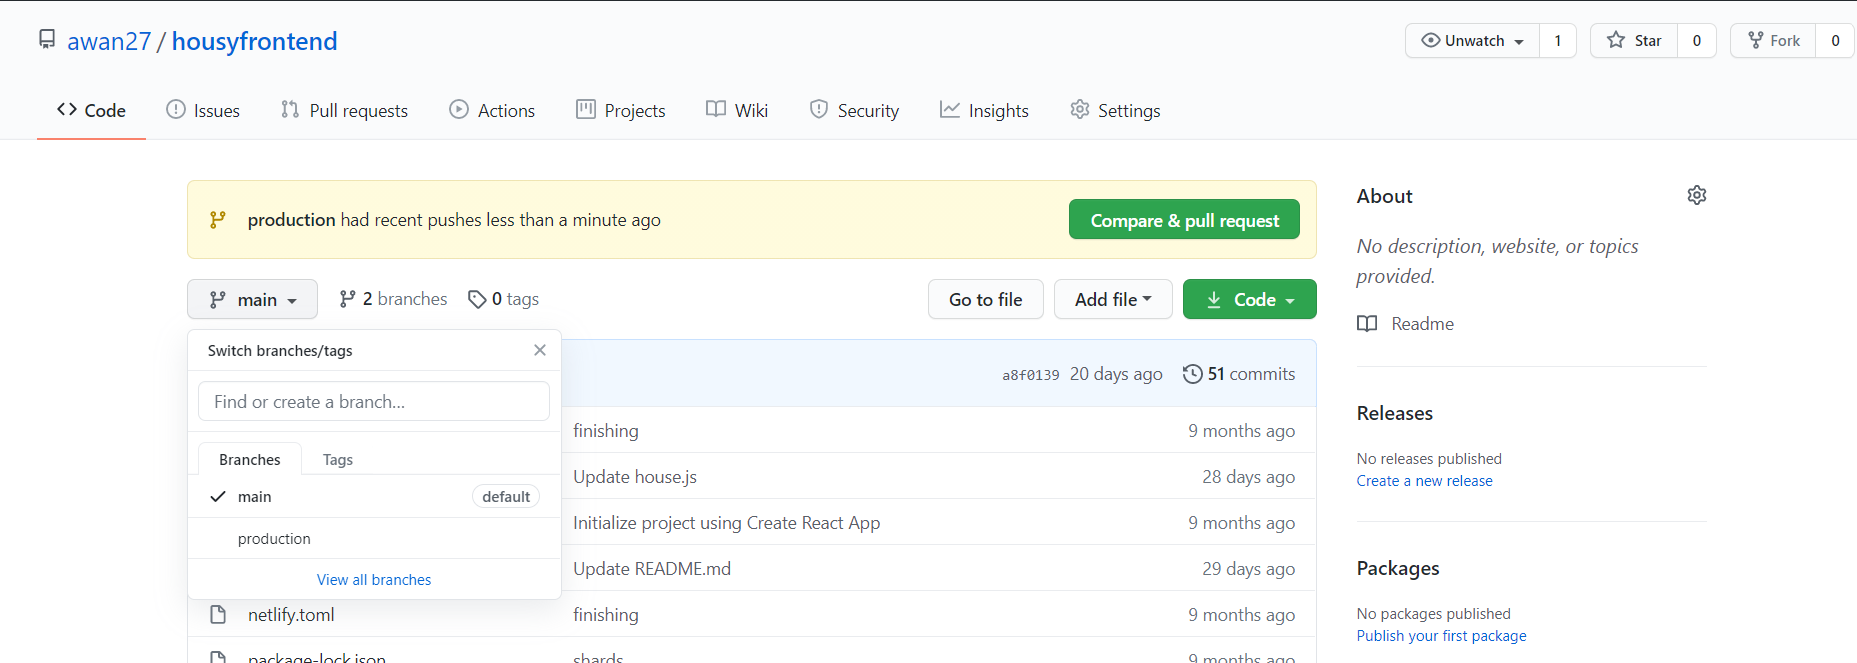 awan27 / housyfrontend
Unwatch 1 Star 0 Fork 0
Code Issues Pull requests Actions Projects Wiki Security Insights Settings
production had recent pushes less than a minute ago Compare & pull request
main 2 branches 0 tags Go to file Add file Code
Switch branches/tags
Find or create a branch...
Branches Tags
main default
production
View all branches
a8f0139 20 days ago 51 commits
finishing 9 months ago
Update house.js 28 days ago
Initialize project using Create React App 9 months ago
Update README.md 29 days ago
netlify.toml finishing 9 months ago
package-lock.json shards 9 months ago
About
No description, website, or topics
provided.
Readme
Releases
No releases published
Create a new release
Packages
No packages published
Publish your first package